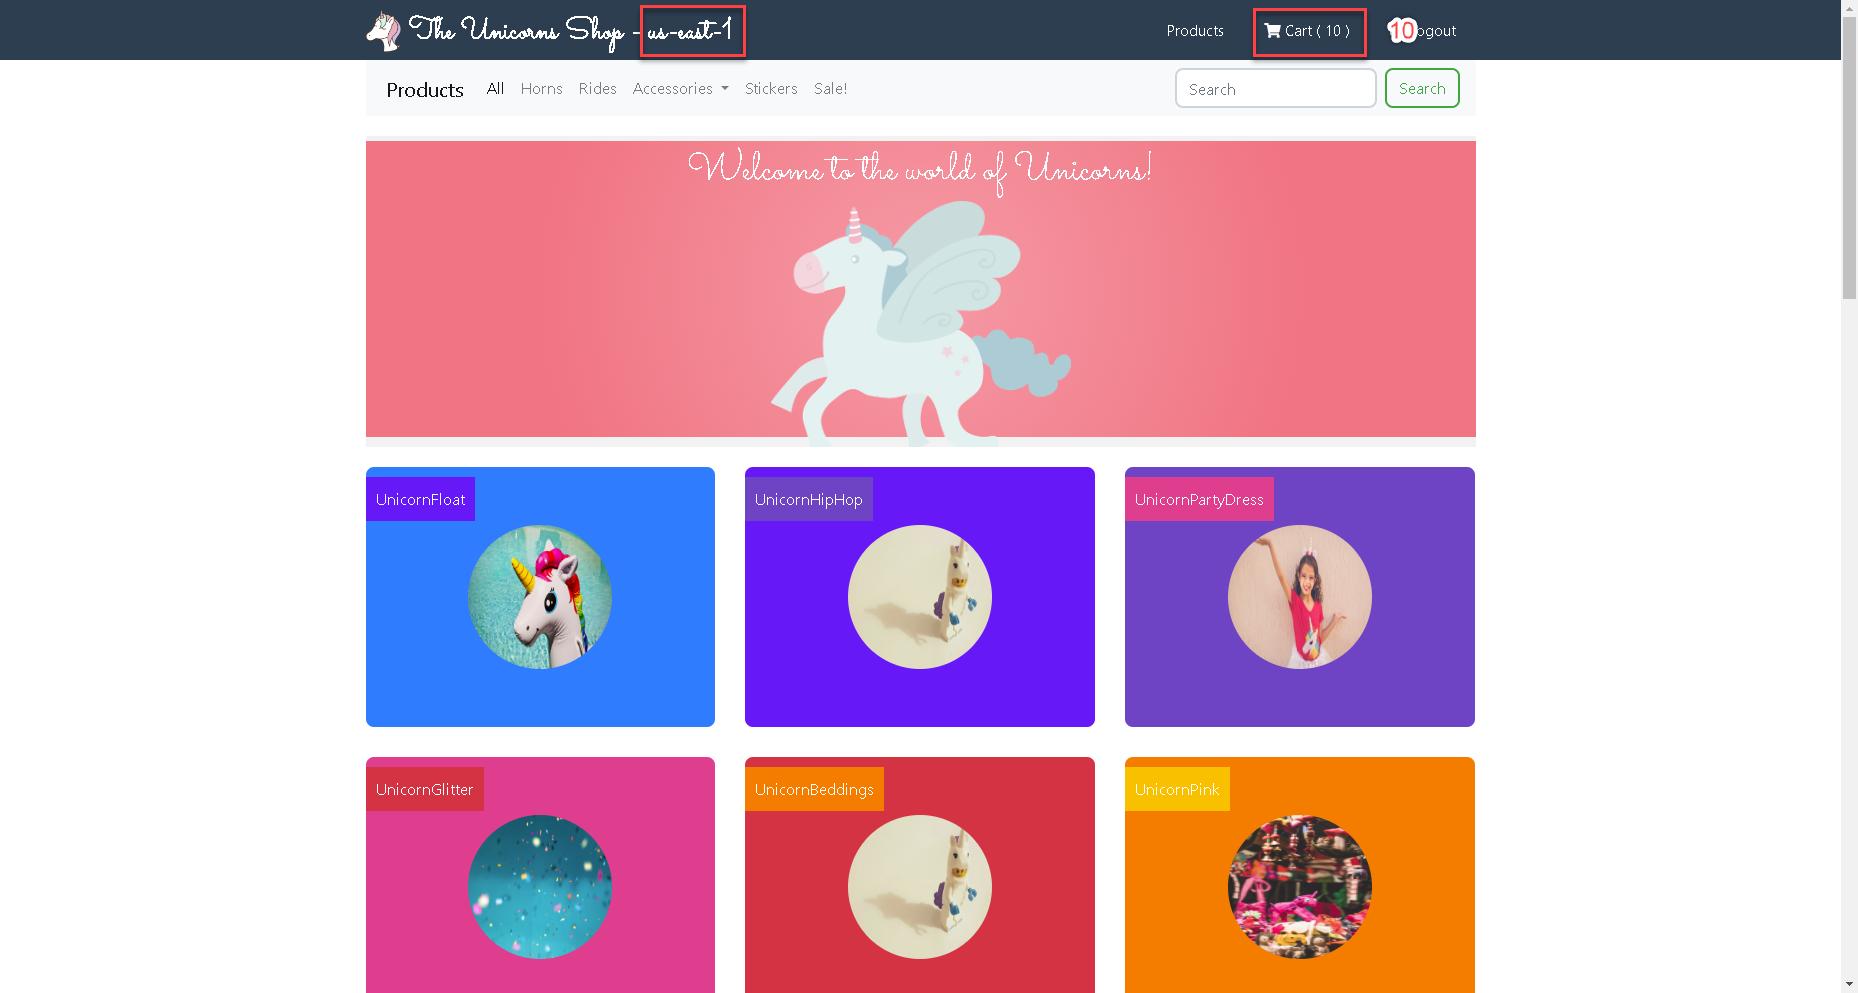 The Unicorns Shop - us-east-1
Products Cart ( 10 ) 10 ogout
Products All Horns Rides Accessories Stickers Sale! Search Search
Welcome to the world of Unicorns!
UnicornFloat UnicornHipHop UnicornPartyDress
UnicornGlitter UnicornBeddings UnicornPink